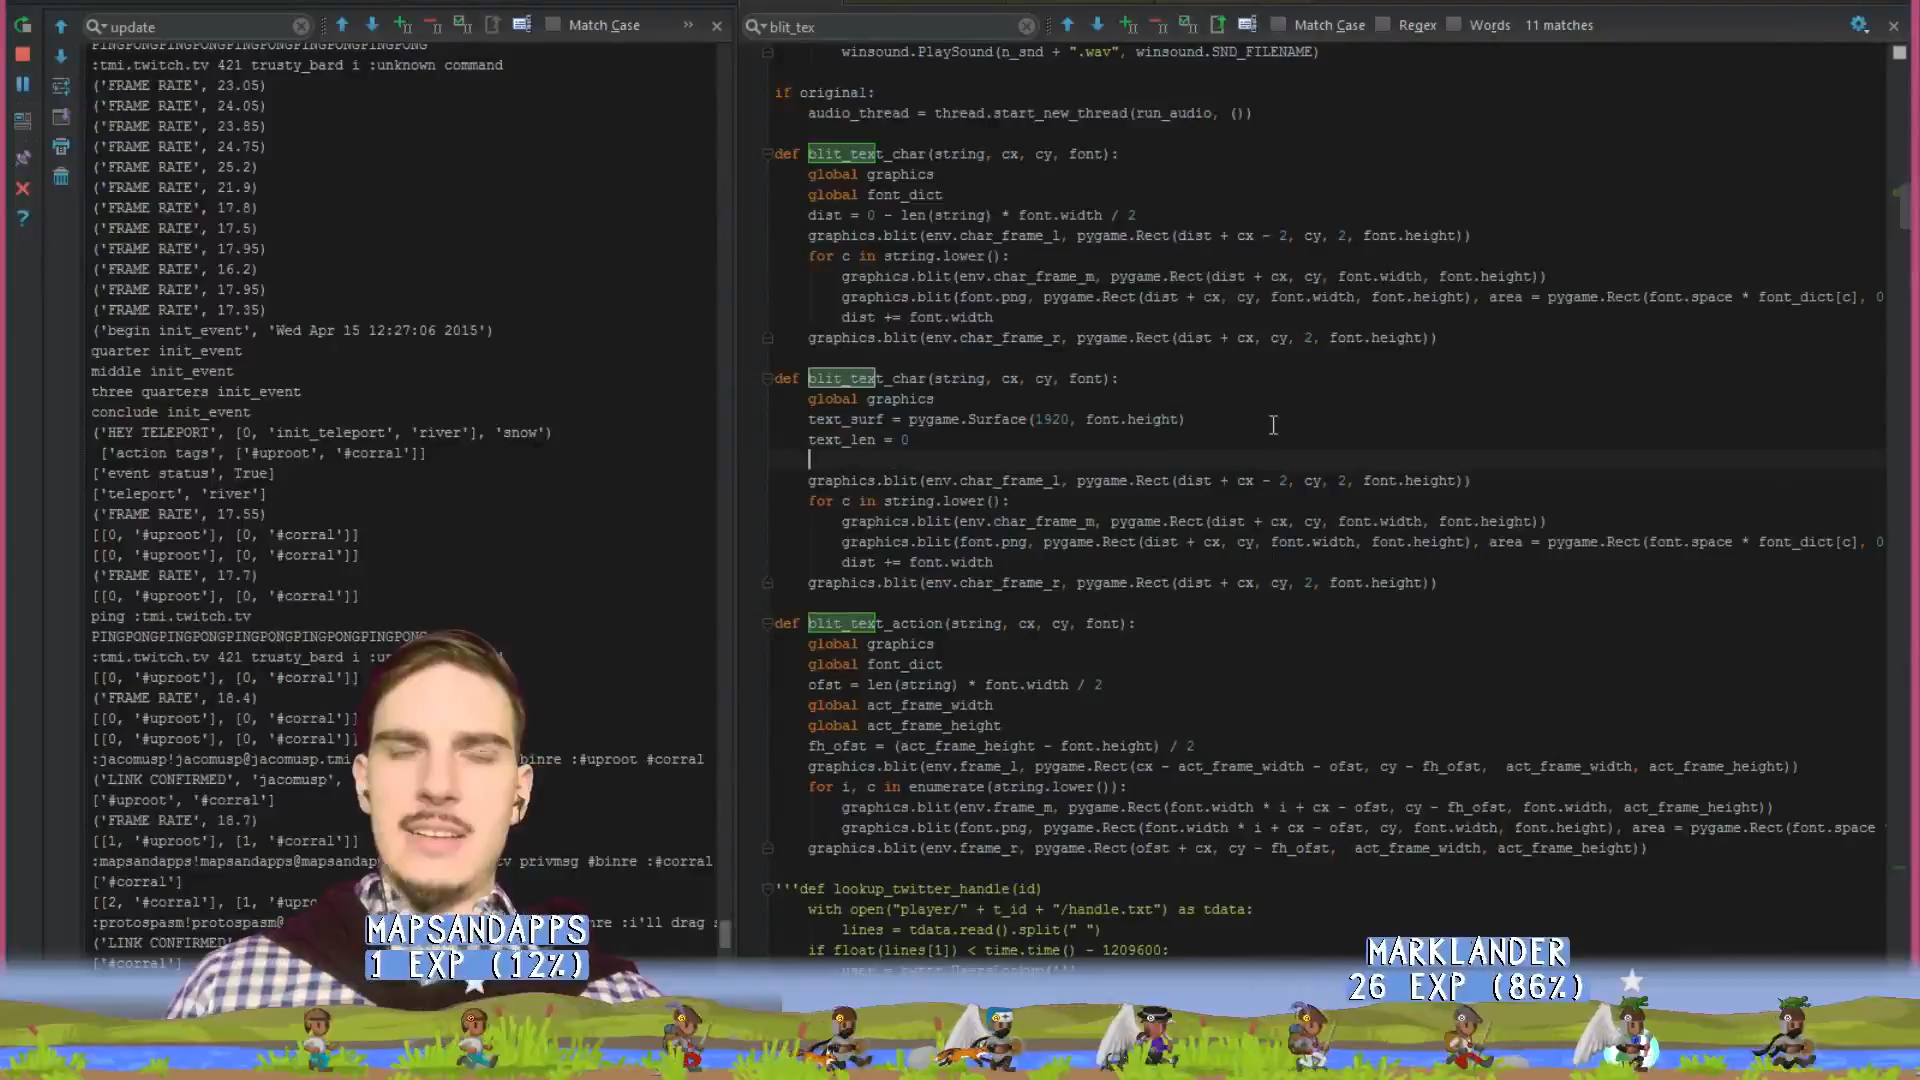 update
Match Case
»
PINGPONGPINGPONGPINGPONGPINGPONGPINGPONG
:tmi.twitch.tv 421 trusty_bard i :unknown command
('FRAME RATE', 23.05)
('FRAME RATE', 24.05)
('FRAME RATE', 23.85)
('FRAME RATE', 24.75)
('FRAME RATE', 25.2)
('FRAME RATE', 21.9)
('FRAME RATE', 17.8)
('FRAME RATE', 17.5)
('FRAME RATE', 17.95)
('FRAME RATE', 16.2)
('FRAME RATE', 17.95)
('FRAME RATE', 17.35)
('begin init_event', 'Wed Apr 15 12:27:06 2015')
quarter init_event
middle init_event
three quarters init_event
conclude init_event
('HEY TELEPORT', [0, 'init_teleport', 'river'], 'snow')
['action tags', ['#uproot', '#corral']]
['event status', True]
['teleport', 'river']
('FRAME RATE', 17.55)
[[0, '#uproot'], [0, '#corral']]
[[0, '#uproot'], [0, '#corral']]
('FRAME RATE', 17.7)
[[0, '#uproot'], [0, '#corral']]
ping :tmi.twitch.tv
PINGPONGPINGPONGPINGPONGPINGPONGPINGPONG
:tmi.twitch.tv 421 trusty_bard i :u
[[0, '#uproot'], [0, '#corral']]
('FRAME RATE', 18.4)
[[0, '#uproot'], [0, '#corral']]
[[0, '#uproot'], [0, '#corral']]
:jacomusp!jacomusp@jacomusp.tmi. binre :#uproot #corral
('LINK CONFIRMED', 'jacomusp',
['#uproot', '#corral']
('FRAME RATE', 18.7)
[[1, '#uproot'], [1, '#corral']]
:mapsandapps!mapsandapps@mapsandap v privmsg #binre :#corral
['#corral']
[[2, '#corral'], [1, '#upro
:protospasm!protospasm@ nre :i'll drag
('LINK CONFIRMED'
['#corral']
blit_tex
Match Case
Regex
Words
11 matches
winsound.PlaySound(n_snd + ".wav", winsound.SND_FILENAME)
if original:
audio_thread = thread.start_new_thread(run_audio, ())
def blit_text_char(string, cx, cy, font):
global graphics
global font_dict
dist = 0 - len(string) * font.width / 2
graphics.blit(env.char_frame_l, pygame.Rect(dist + cx - 2, cy, 2, font.height))
for c in string.lower():
graphics.blit(env.char_frame_m, pygame.Rect(dist + cx, cy, font.width, font.height))
graphics.blit(font.png, pygame.Rect(dist + cx, cy, font.width, font.height), area = pygame.Rect(font.space * font_dict[c], 0
dist += font.width
graphics.blit(env.char_frame_r, pygame.Rect(dist + cx, cy, 2, font.height))
def blit_text_char(string, cx, cy, font):
global graphics
text_surf = pygame.Surface(1920, font.height)
text_len = 0
graphics.blit(env.char_frame_l, pygame.Rect(dist + cx - 2, cy, 2, font.height))
for c in string.lower():
graphics.blit(env.char_frame_m, pygame.Rect(dist + cx, cy, font.width, font.height))
graphics.blit(font.png, pygame.Rect(dist + cx, cy, font.width, font.height), area = pygame.Rect(font.space * font_dict[c], 0
dist += font.width
graphics.blit(env.char_frame_r, pygame.Rect(dist + cx, cy, 2, font.height))
def blit_text_action(string, cx, cy, font):
global graphics
global font_dict
ofst = len(string) * font.width / 2
global act_frame_width
global act_frame_height
fh_ofst = (act_frame_height - font.height) / 2
graphics.blit(env.frame_l, pygame.Rect(cx - act_frame_width - ofst, cy - fh_ofst, act_frame_width, act_frame_height))
for i, c in enumerate(string.lower()):
graphics.blit(env.frame_m, pygame.Rect(font.width * i + cx - ofst, cy - fh_ofst, font.width, act_frame_height))
graphics.blit(font.png, pygame.Rect(font.width * i + cx - ofst, cy, font.width, font.height), area = pygame.Rect(font.space
graphics.blit(env.frame_r, pygame.Rect(ofst + cx, cy - fh_ofst, act_frame_width, act_frame_height))
'''def lookup_twitter_handle(id)
with open("player/" + t_id + "/handle.txt") as tdata:
lines = tdata.read().split(" ")
if float(lines[1]) < time.time() - 1209600:
MAPSANDAPPS
1 EXP (12%)
MARKLANDER
26 EXP (86%)